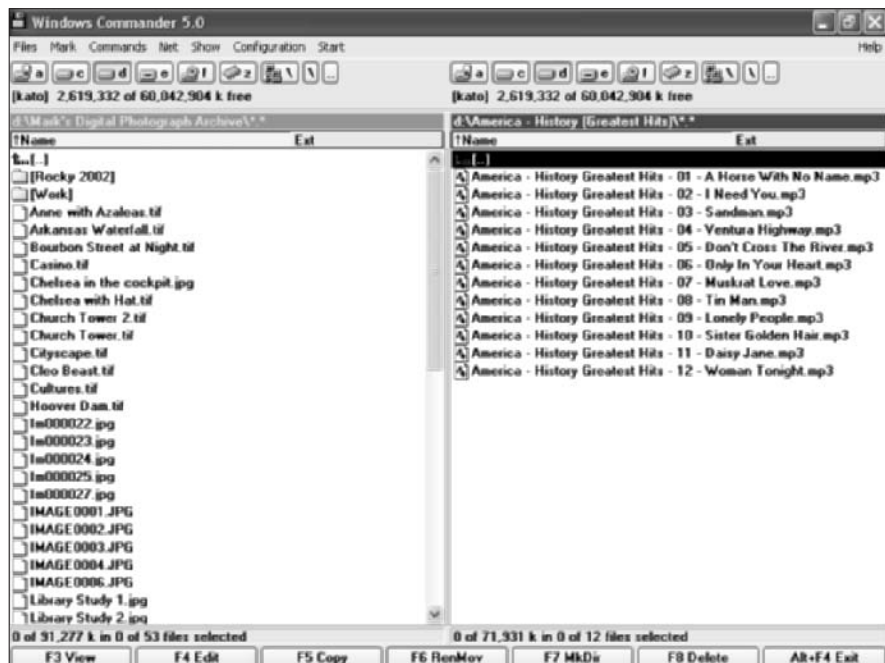 Windows Commander 5.0
Files Mark Commands Net Show Configuration Start Help
a c d e f z \ \ ..
a c d e f z \ \ ..
[kato] 2,619,332 of 60,042,904 k free
[kato] 2,619,332 of 60,042,904 k free
d:\Mark's Digital Photograph Archive\*.*
↑Name Ext
[..]
[Rocky 2002]
[Work]
Anne with Azaleas.tif
Arkansas Waterfall.tif
Bourbon Street at Night.tif
Casino.tif
Chelsea in the cockpit.jpg
Chelsea with Hat.tif
Church Tower 2.tif
Church Tower.tif
Cityscape.tif
Cleo Beast.tif
Cultures.tif
Hoover Dam.tif
Im000022.jpg
Im000023.jpg
Im000024.jpg
Im000025.jpg
Im000027.jpg
IMAGE0001.JPG
IMAGE0002.JPG
IMAGE0003.JPG
IMAGE0004.JPG
IMAGE0006.JPG
Library Study 1.jpg
Library Study 2.jpg
0 of 91,277 k in 0 of 53 files selected
d:\America - History [Greatest Hits]\*.*
↑Name Ext
[..]
America - History Greatest Hits - 01 - A Horse With No Name.mp3
America - History Greatest Hits - 02 - I Need You.mp3
America - History Greatest Hits - 03 - Sandman.mp3
America - History Greatest Hits - 04 - Ventura Highway.mp3
America - History Greatest Hits - 05 - Don't Cross The River.mp3
America - History Greatest Hits - 06 - Only In Your Heart.mp3
America - History Greatest Hits - 07 - Muskrat Love.mp3
America - History Greatest Hits - 08 - Tin Man.mp3
America - History Greatest Hits - 09 - Lonely People.mp3
America - History Greatest Hits - 10 - Sister Golden Hair.mp3
America - History Greatest Hits - 11 - Daisy Jane.mp3
America - History Greatest Hits - 12 - Woman Tonight.mp3
0 of 71,931 k in 0 of 12 files selected
F3 View F4 Edit F5 Copy F6 RenMov F7 MkDir F8 Delete Alt+F4 Exit